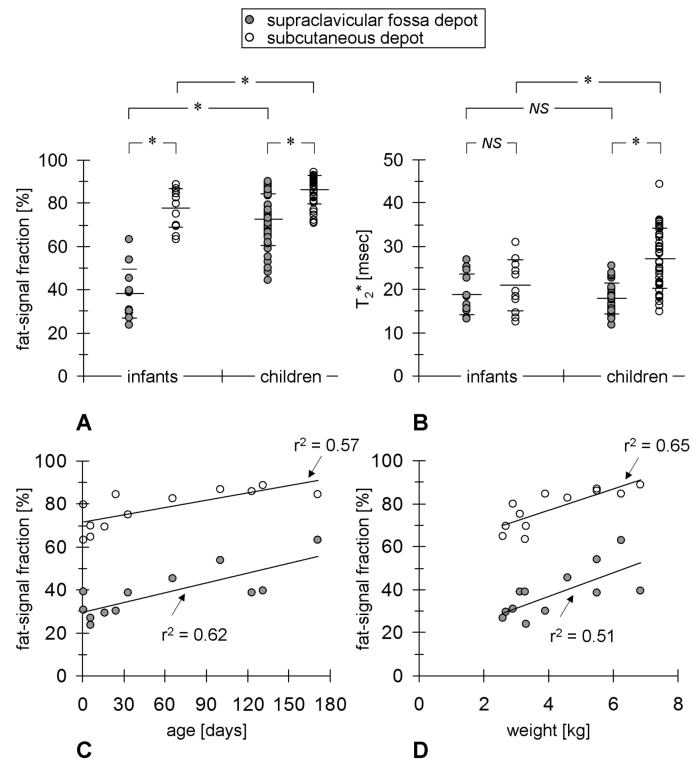 supraclavicular fossa depot
subcutaneous depot
*
*
*
*
fat-signal fraction [%]
100
80
60
40
20
0
infants
children
A
*
NS
NS
*
T2* [msec]
50
40
30
20
10
0
infants
children
B
r2 = 0.57
fat-signal fraction [%]
100
80
60
40
20
0
r2 = 0.62
0 30 60 90 120 150 180
age [days]
C
r2 = 0.65
fat-signal fraction [%]
100
80
60
40
20
0
r2 = 0.51
0 2 4 6 8
weight [kg]
D